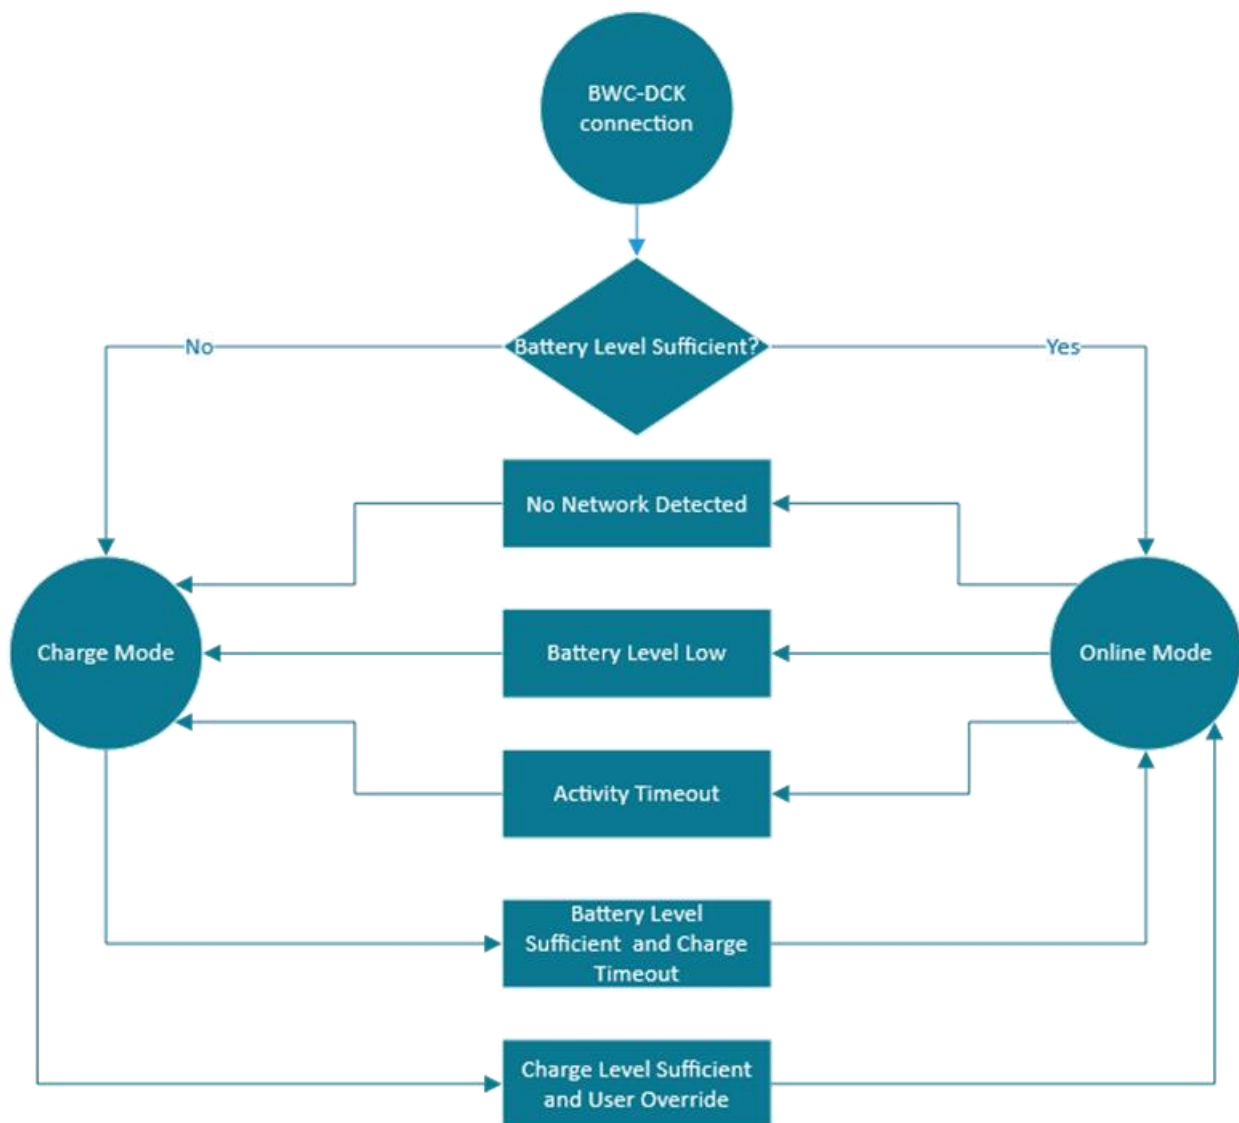 BWC-DCK
connection
Battery Level Sufficient?
No
Yes
No Network Detected
Charge Mode
Battery Level Low
Online Mode
Activity Timeout
Battery Level
Sufficient and Charge
Timeout
Charge Level Sufficient
and User Override